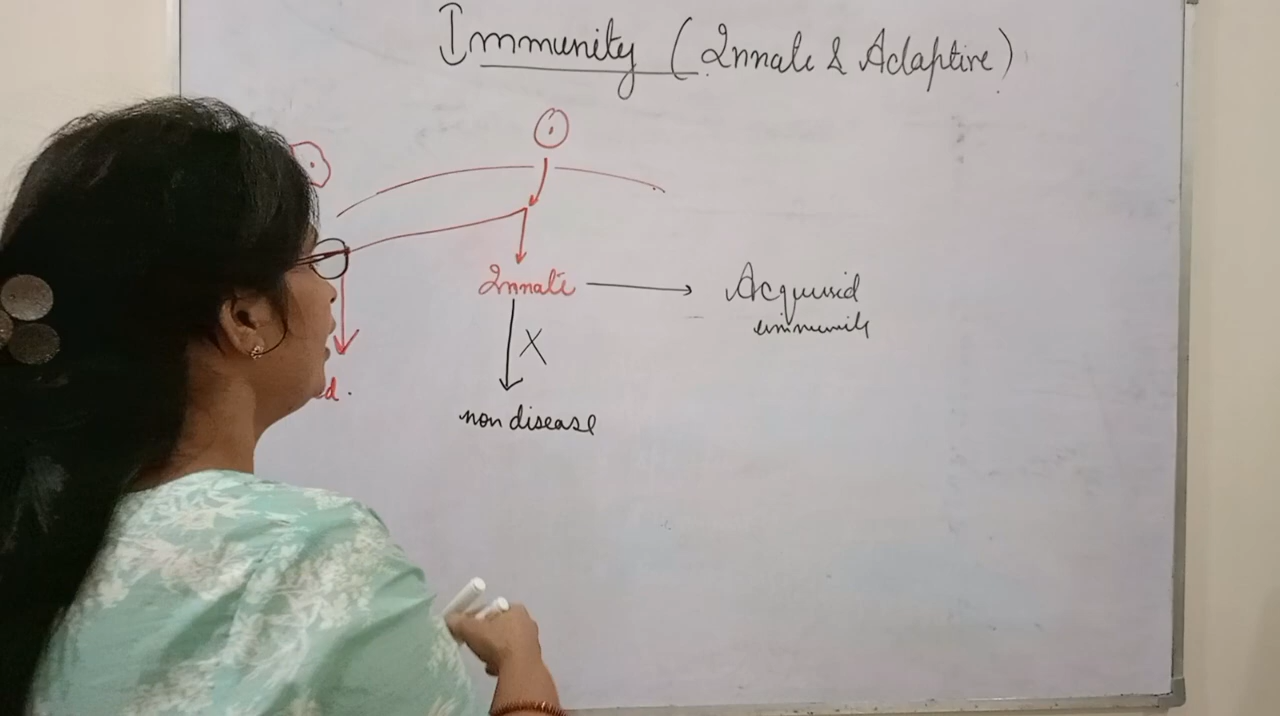 Immunity (Innate & Adaptive)
Innate
Acquired
immunity
X
non disease
d.